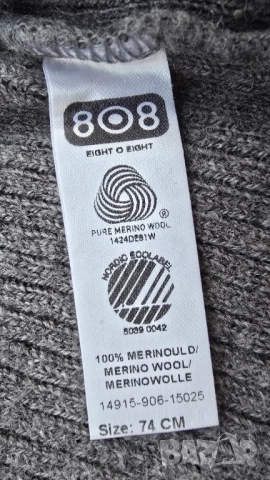 808
EIGHT O EIGHT
®
PURE MERINO WOOL
1424DE81W
NORDIC ECOLABEL
5039 0042
100% MERINOULD/
MERINO WOOL/
MERINOWOLLE
14915-906-15025
Size: 74 CM